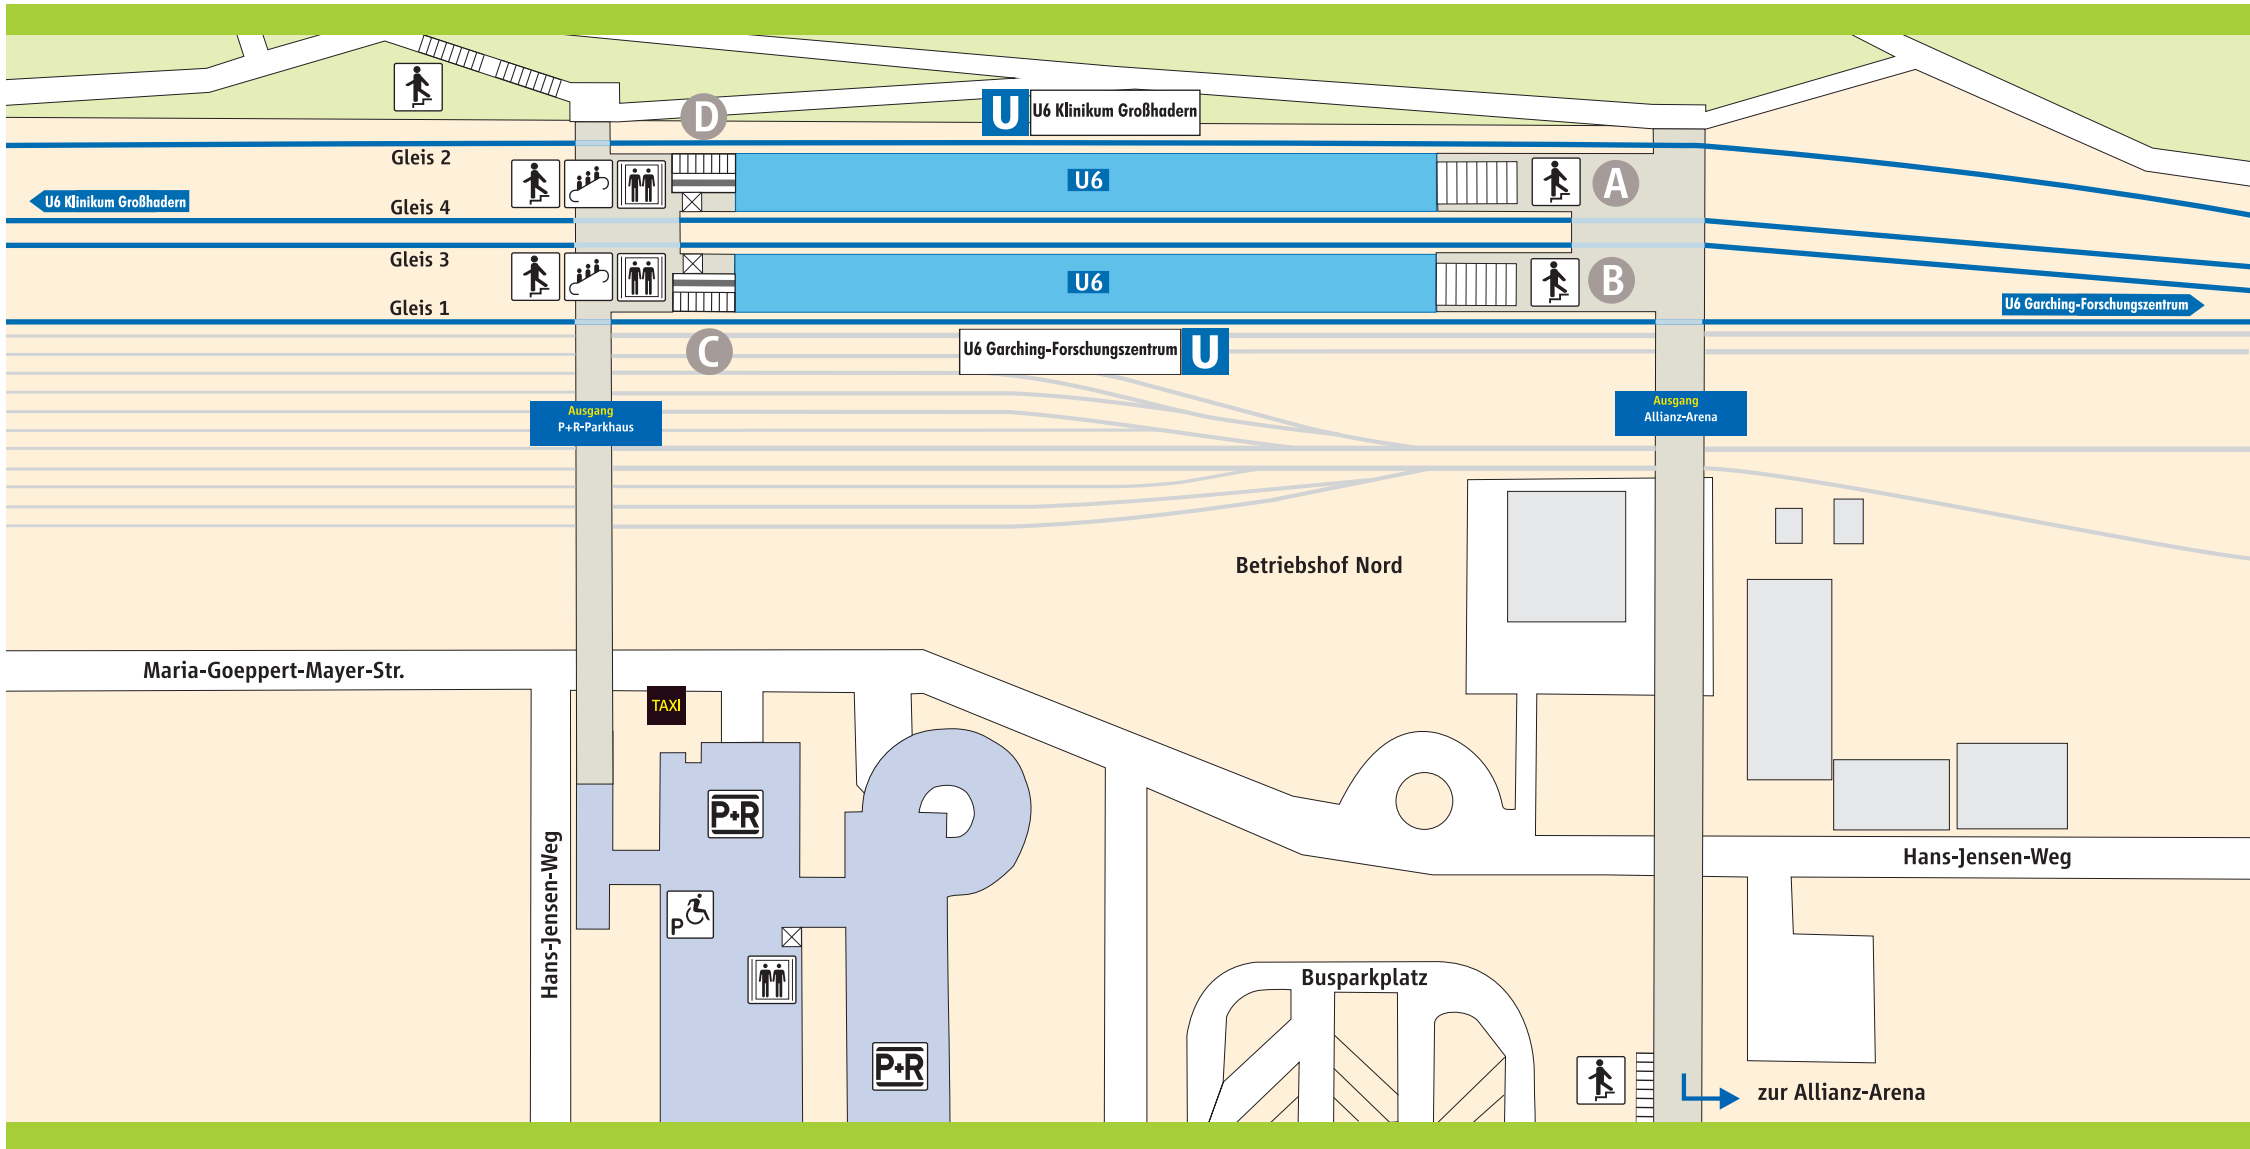 D
U
U6 Klinikum Großhadern
Gleis 2
U6
A
U6 Klinikum Großhadern
Gleis 4
Gleis 3
U6
B
Gleis 1
U6 Garching-Forschungszentrum
C
U6 Garching-Forschungszentrum
U
Ausgang
P+R-Parkhaus
Ausgang
Allianz-Arena
Betriebshof Nord
Maria-Goeppert-Mayer-Str.
TAXI
P+R
Hans-Jensen-Weg
Hans-Jensen-Weg
P
Busparkplatz
P+R
zur Allianz-Arena